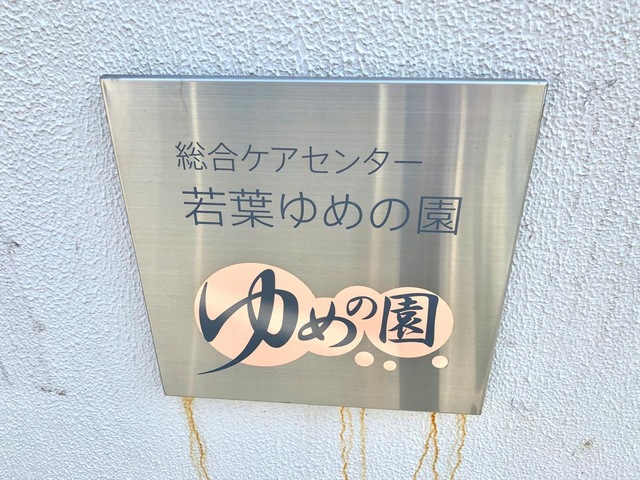 総合ケアセンター
若葉ゆめの園
ゆめの園